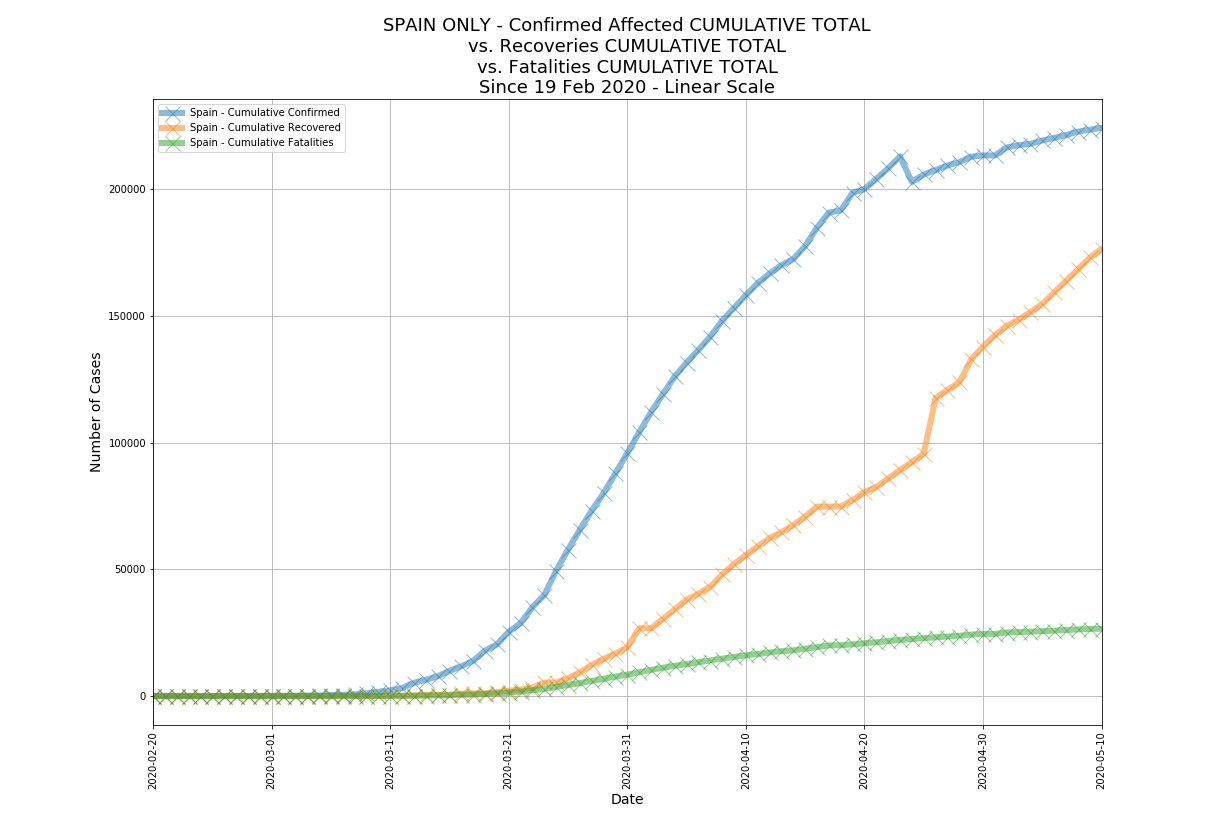 SPAIN ONLY - Confirmed Affected CUMULATIVE TOTAL
vs. Recoveries CUMULATIVE TOTAL
vs. Fatalities CUMULATIVE TOTAL
Since 19 Feb 2020 - Linear Scale
Spain - Cumulative Confirmed
Spain - Cumulative Recovered
Spain - Cumulative Fatalities
Number of Cases
200000
150000
100000
50000
0
2020-02-20
2020-03-01
2020-03-11
2020-03-21
2020-03-31
2020-04-10
2020-04-20
2020-04-30
2020-05-10
Date